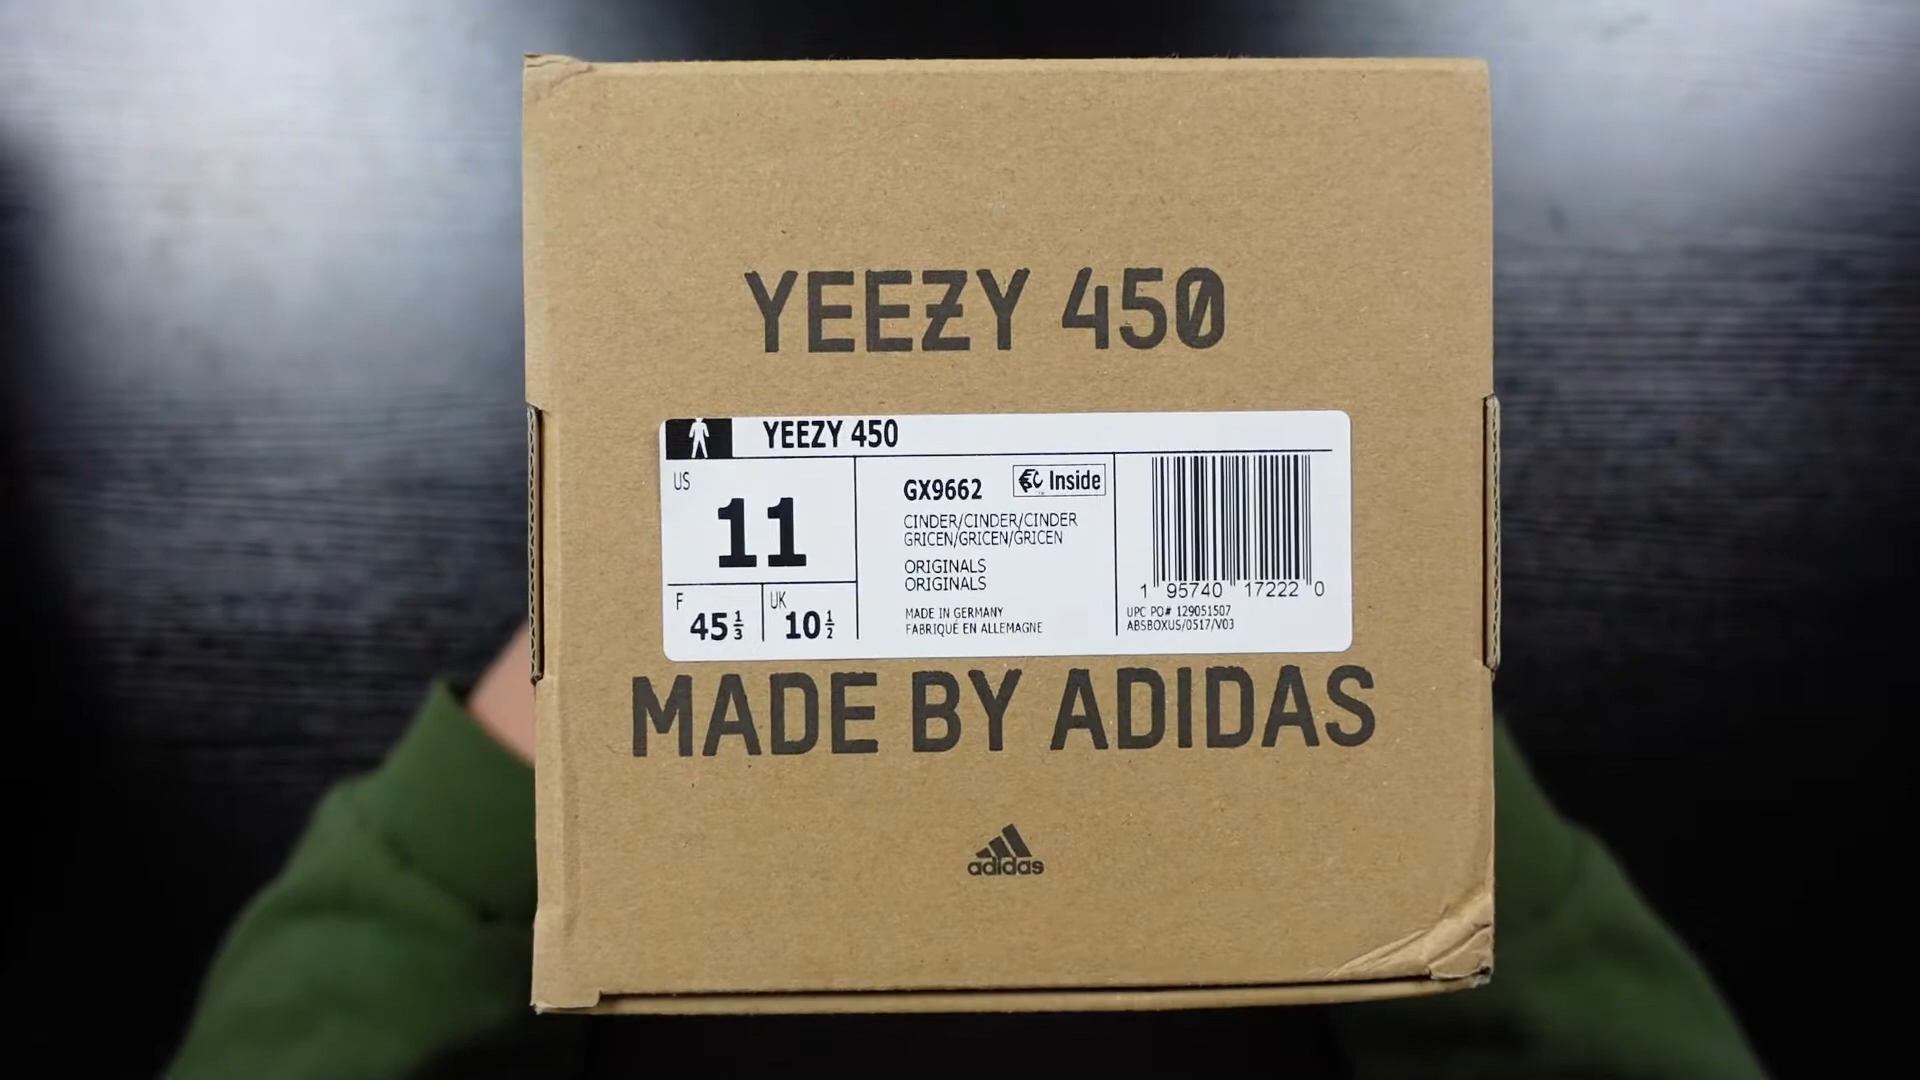 YEEZY 450
YEEZY 450
US
11
F
45 1/3
UK
10 1/2
GX9662
Inside
CINDER/CINDER/CINDER
GRICEN/GRICEN/GRICEN
ORIGINALS
ORIGINALS
MADE IN GERMANY
FABRIQUÉ EN ALLEMAGNE
1 95740 17222 0
UPC PO# 129051507
ABSBOXUS/0517/V03
MADE BY ADIDAS
adidas